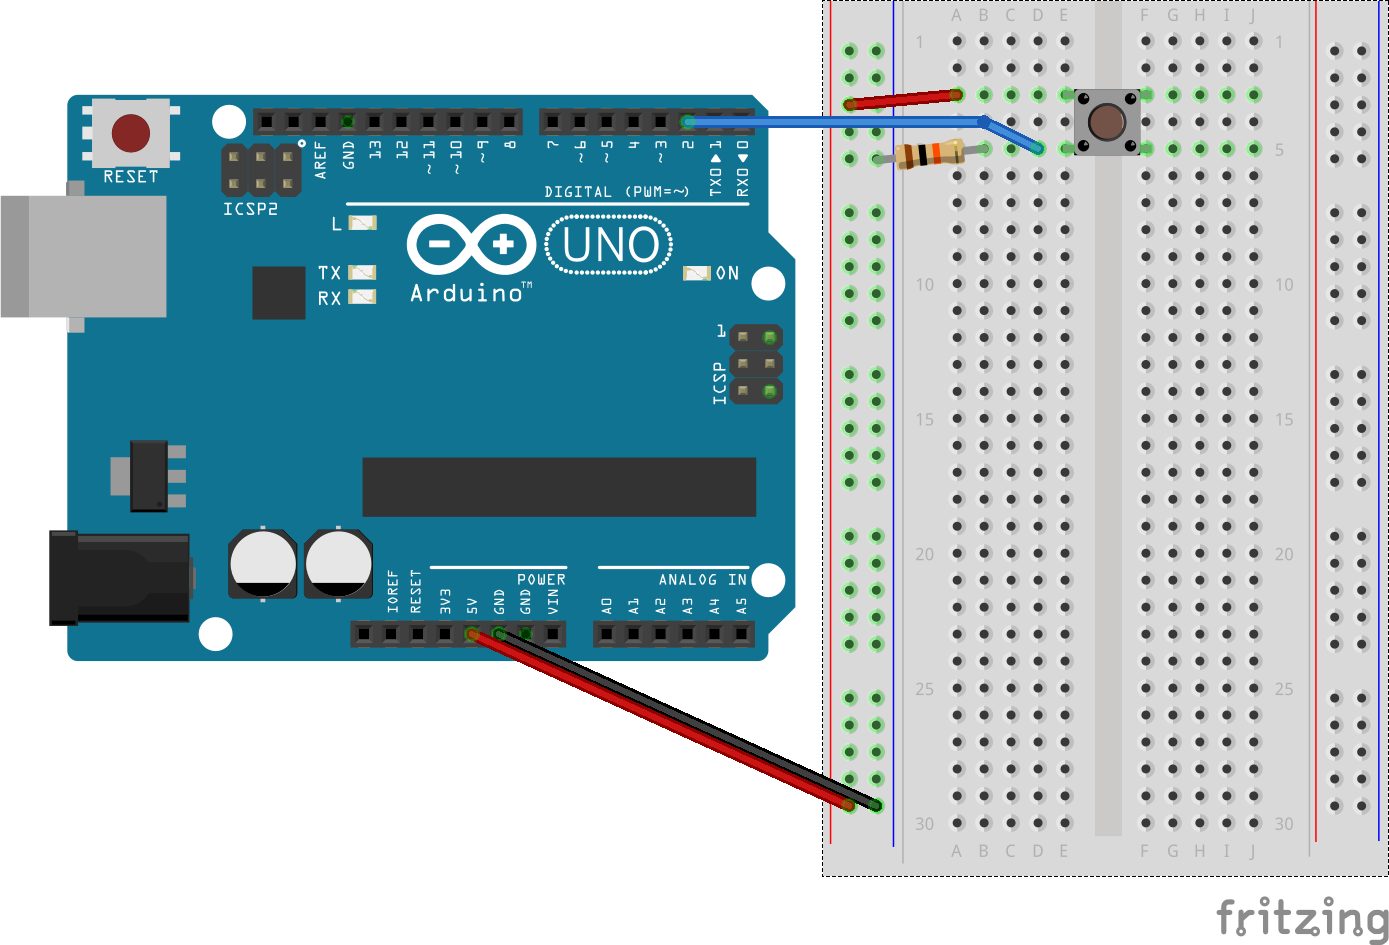 A B C D E F G H I J
1 1
5 5
10 10
15 15
20 20
25 25
30 30
A B C D E F G H I J
RESET
ICSP2
AREF
GND
13
12
~11
~10
~9
8
7
~6
~5
4
~3
2
TXO▶1
RXO◀0
DIGITAL (PWM=~)
L
TX
RX
UNO
Arduino™
ON
1
ICSP
POWER
ANALOG IN
IOREF
RESET
3V3
5V
GND
GND
VIN
A0
A1
A2
A3
A4
A5
fritzing